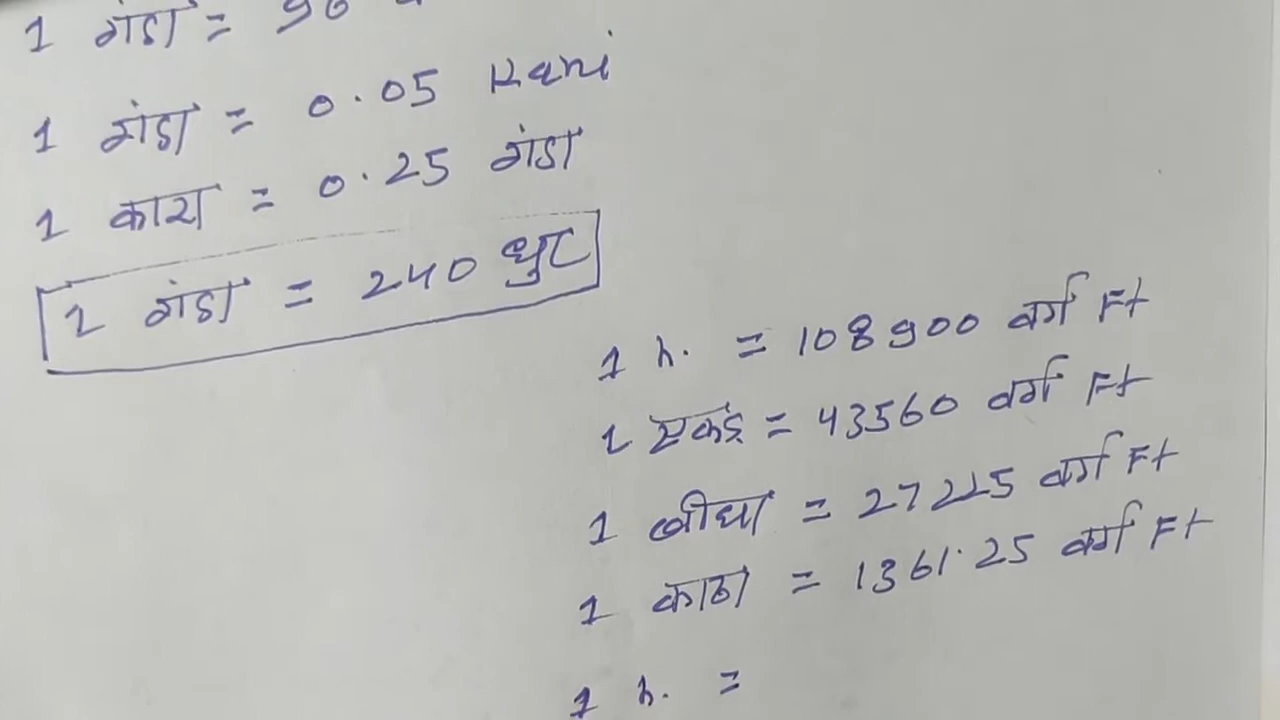 1 गंडा =
1 गंडा = 0.05 Kani
1 कारा = 0.25 गंडा
1 गंडा = 240 धुर
1 h. = 108900 वर्ग Ft
1 एकड़ = 43560 वर्ग Ft
1 बीघा = 27225 वर्ग Ft
1 काठा = 1361.25 वर्ग Ft
1 h. =